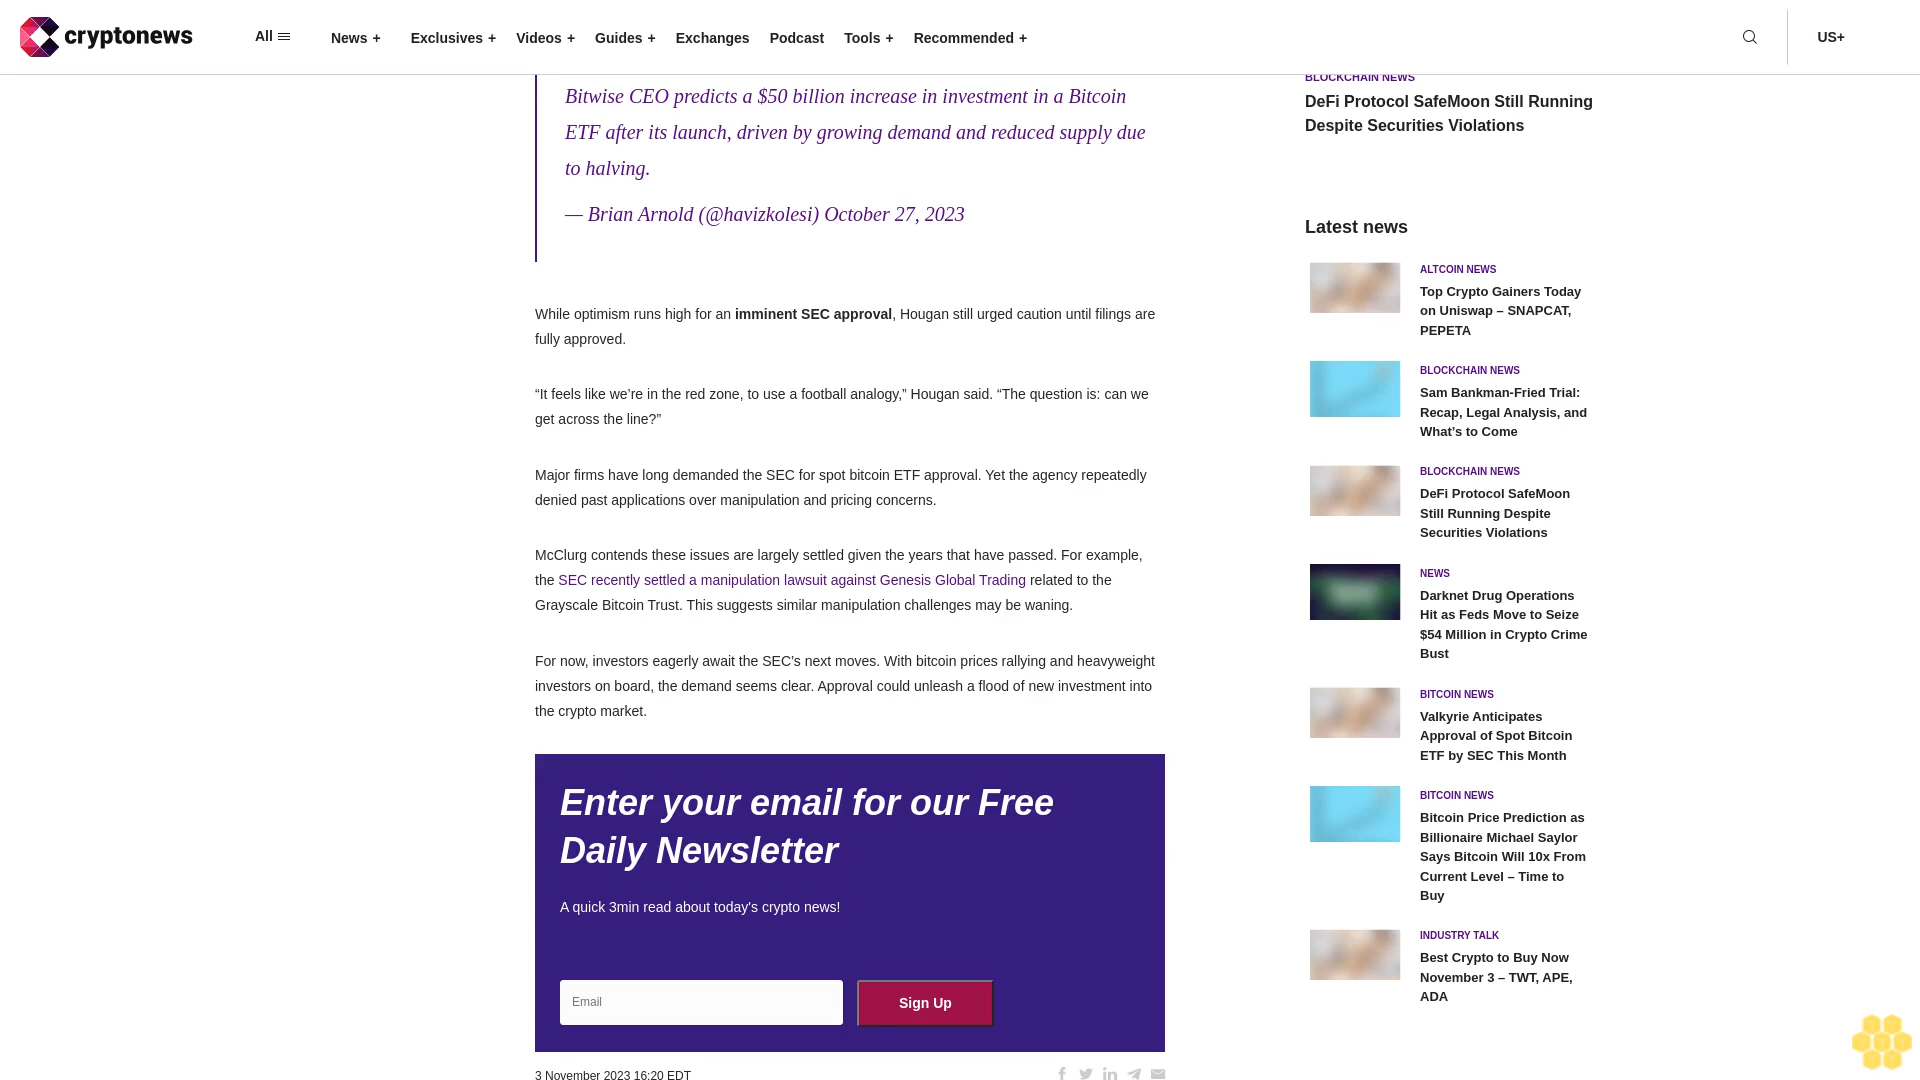 cryptonews
All
News +
Exclusives +
Videos +
Guides +
Exchanges
Podcast
Tools +
Recommended +
US+
Bitwise CEO predicts a $50 billion increase in investment in a Bitcoin
ETF after its launch, driven by growing demand and reduced supply due
to halving.
— Brian Arnold (@havizkolesi) October 27, 2023
While optimism runs high for an imminent SEC approval, Hougan still urged caution until filings are
fully approved.
“It feels like we’re in the red zone, to use a football analogy,” Hougan said. “The question is: can we
get across the line?”
Major firms have long demanded the SEC for spot bitcoin ETF approval. Yet the agency repeatedly
denied past applications over manipulation and pricing concerns.
McClurg contends these issues are largely settled given the years that have passed. For example,
the SEC recently settled a manipulation lawsuit against Genesis Global Trading related to the
Grayscale Bitcoin Trust. This suggests similar manipulation challenges may be waning.
For now, investors eagerly await the SEC’s next moves. With bitcoin prices rallying and heavyweight
investors on board, the demand seems clear. Approval could unleash a flood of new investment into
the crypto market.
Enter your email for our Free
Daily Newsletter
A quick 3min read about today's crypto news!
Email
Sign Up
3 November 2023 16:20 EDT
BLOCKCHAIN NEWS
DeFi Protocol SafeMoon Still Running
Despite Securities Violations
Latest news
ALTCOIN NEWS
Top Crypto Gainers Today
on Uniswap – SNAPCAT,
PEPETA
BLOCKCHAIN NEWS
Sam Bankman-Fried Trial:
Recap, Legal Analysis, and
What’s to Come
BLOCKCHAIN NEWS
DeFi Protocol SafeMoon
Still Running Despite
Securities Violations
NEWS
Darknet Drug Operations
Hit as Feds Move to Seize
$54 Million in Crypto Crime
Bust
BITCOIN NEWS
Valkyrie Anticipates
Approval of Spot Bitcoin
ETF by SEC This Month
BITCOIN NEWS
Bitcoin Price Prediction as
Billionaire Michael Saylor
Says Bitcoin Will 10x From
Current Level – Time to
Buy
INDUSTRY TALK
Best Crypto to Buy Now
November 3 – TWT, APE,
ADA